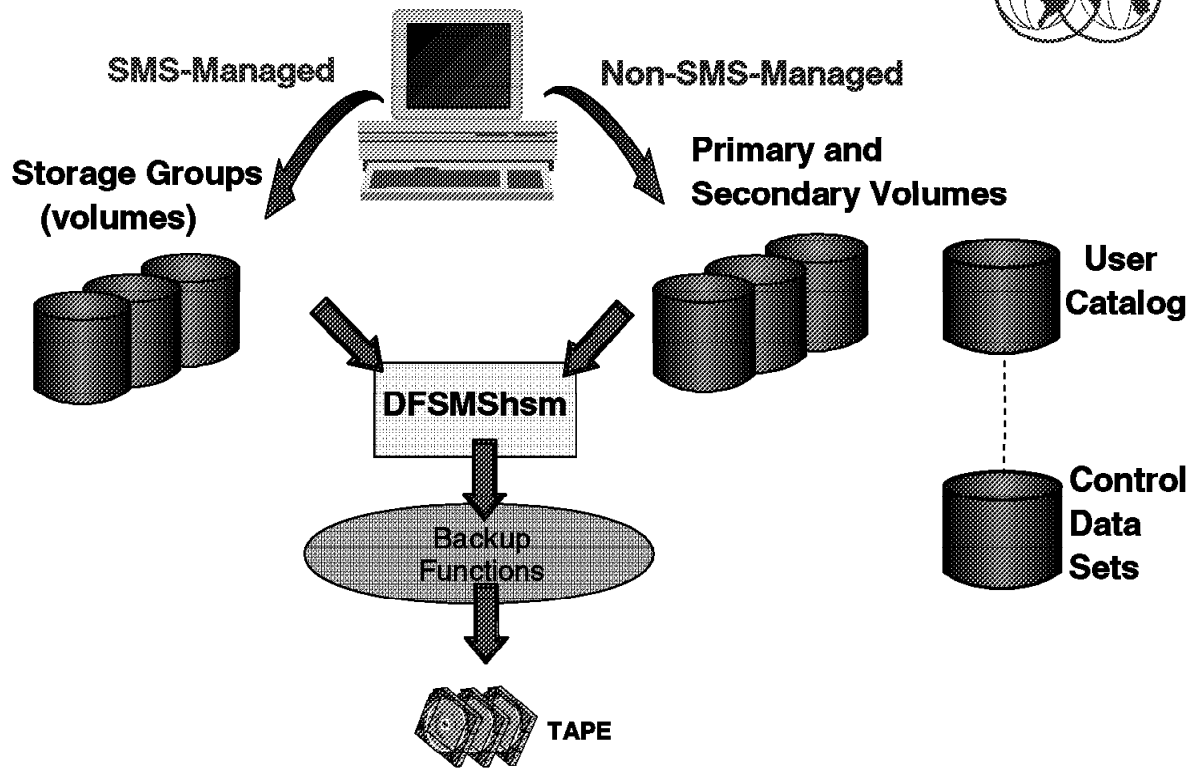 SMS-Managed
Non-SMS-Managed
Storage Groups
(volumes)
Primary and
Secondary Volumes
User
Catalog
DFSMShsm
Control
Data
Sets
Backup
Functions
TAPE